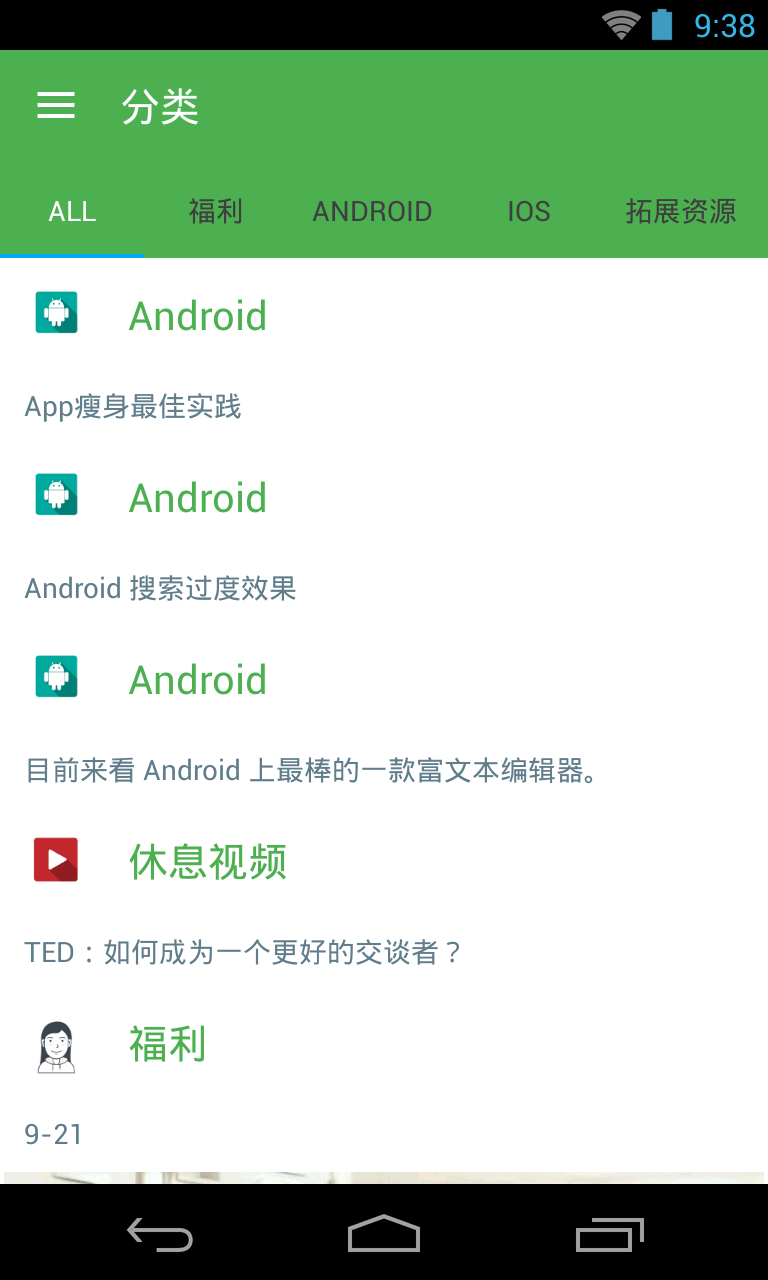 9:38
分类
ALL 福利 ANDROID IOS 拓展资源
Android
App瘦身最佳实践
Android
Android 搜索过度效果
Android
目前来看 Android 上最棒的一款富文本编辑器。
休息视频
TED：如何成为一个更好的交谈者？
福利
9-21